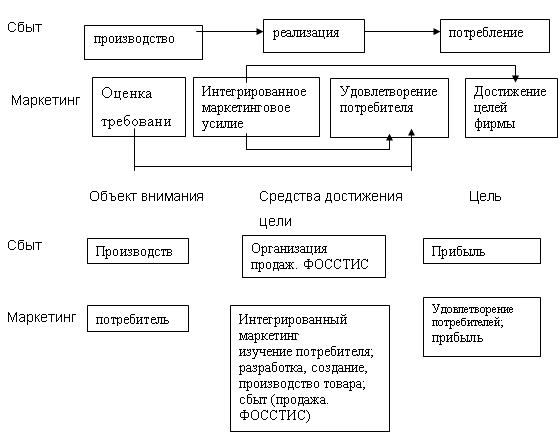 Сбыт
производство
реализация
потребление
Маркетинг
Оценка
требовани
Интегрированное
маркетинговое
усилие
Удовлетворение
потребителя
Достижение
целей
фирмы
Объект внимания
Средства достижения
цели
Цель
Сбыт
Производств
Организация
продаж. ФОССТИС
Прибыль
Маркетинг
потребитель
Интегрированный
маркетинг
изучение потребителя;
разработка, создание,
производство товара;
сбыт (продажа.
ФОССТИС)
Удовлетворение
потребителей;
прибыль